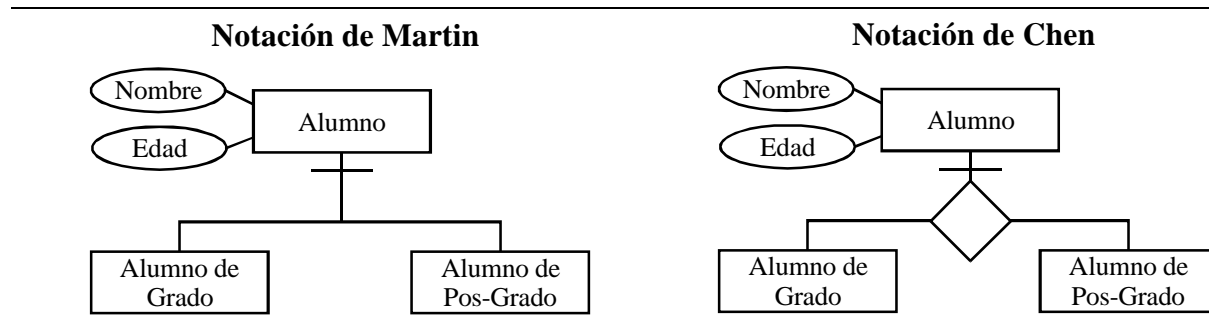 Notación de Martin
Nombre
Edad
Alumno
Alumno de
Grado
Alumno de
Pos-Grado
Notación de Chen
Nombre
Edad
Alumno
Alumno de
Grado
Alumno de
Pos-Grado